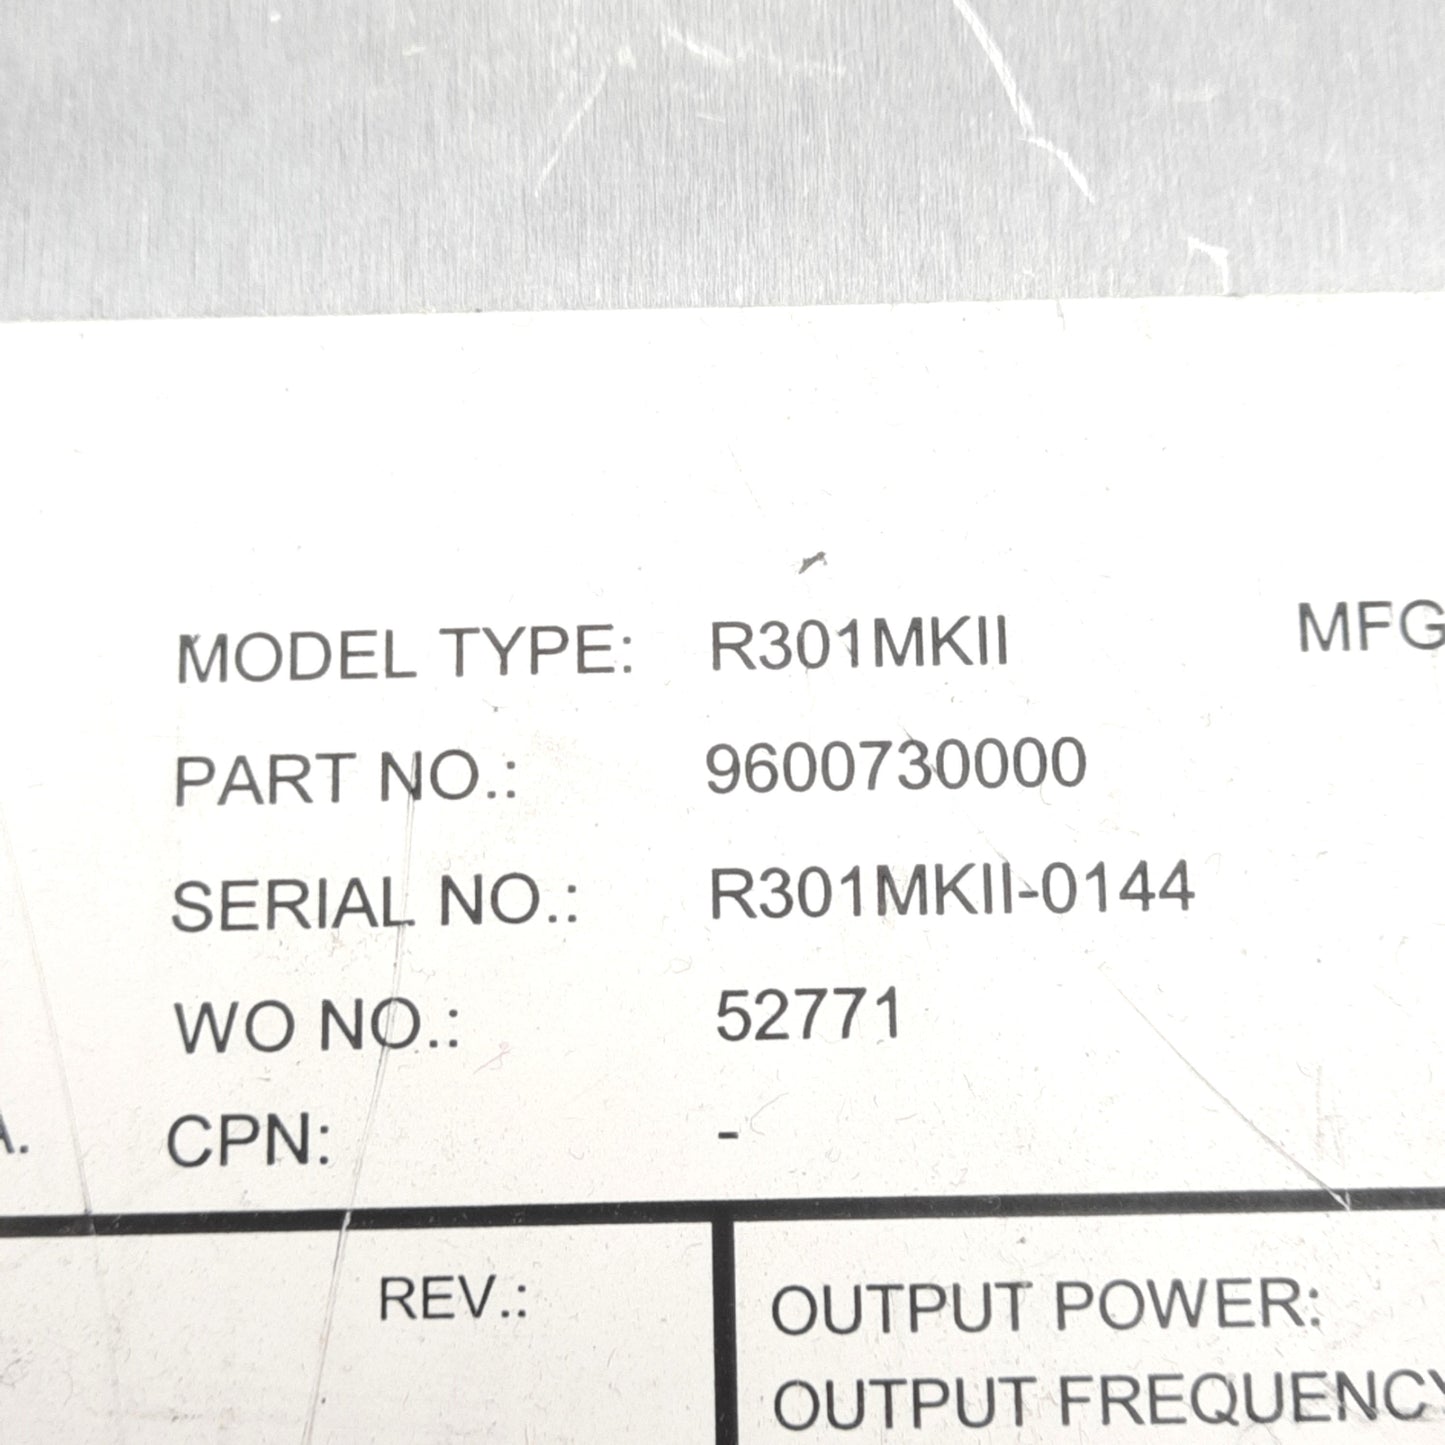 MODEL TYPE: R301MKII MFG
PART NO.: 9600730000
SERIAL NO.: R301MKII-0144
WO NO.: 52771
A. CPN: -
REV.: OUTPUT POWER:
OUTPUT FREQUENCY